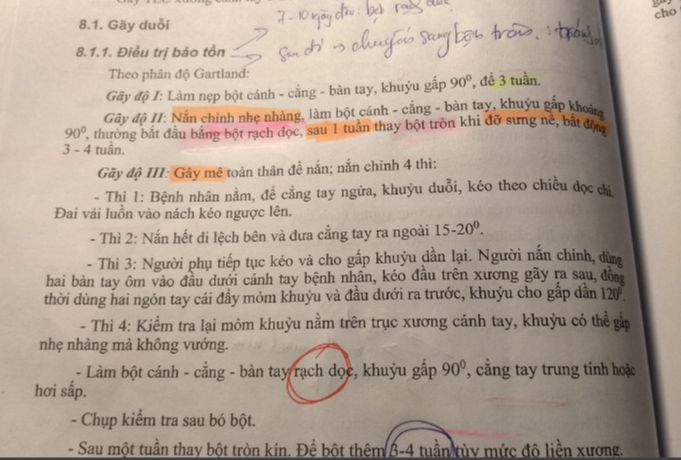 7-10 ngày đầu: bột rạch dọc
8.1. Gãy duỗi
sau đó → chuyển sang bột tròn.
8.1.1. Điều trị bảo tồn
Theo phân độ Gartland:
Gãy độ I: Làm nẹp bột cánh - cẳng - bàn tay, khuỷu gấp 90⁰, để 3 tuần.
Gãy độ II: Nắn chỉnh nhẹ nhàng, làm bột cánh - cẳng - bàn tay, khuỷu gấp khoảng
90⁰, thường bắt đầu bằng bột rạch dọc, sau 1 tuần thay bột tròn khi đỡ sưng nề, bất động
3 - 4 tuần.
Gãy độ III: Gây mê toàn thân để nắn; nắn chỉnh 4 thì:
- Thì 1: Bệnh nhân nằm, để cẳng tay ngửa, khuỷu duỗi, kéo theo chiều dọc chi.
Đai vải luồn vào nách kéo ngược lên.
- Thì 2: Nắn hết di lệch bên và đưa cẳng tay ra ngoài 15-20⁰.
- Thì 3: Người phụ tiếp tục kéo và cho gấp khuỷu dần lại. Người nắn chỉnh, dùng
hai bàn tay ôm vào đầu dưới cánh tay bệnh nhân, kéo đầu trên xương gãy ra sau, đồng
thời dùng hai ngón tay cái đẩy mỏm khuỷu và đầu dưới ra trước, khuỷu cho gấp dần 120⁰.
- Thì 4: Kiểm tra lại mỏm khuỷu nằm trên trục xương cánh tay, khuỷu có thể gấp
nhẹ nhàng mà không vướng.
- Làm bột cánh - cẳng - bàn tay rạch dọc, khuỷu gấp 90⁰, cẳng tay trung tính hoặc
hơi sấp.
- Chụp kiểm tra sau bó bột.
- Sau một tuần thay bột tròn kín. Để bột thêm 3-4 tuần tùy mức độ liền xương.
cho